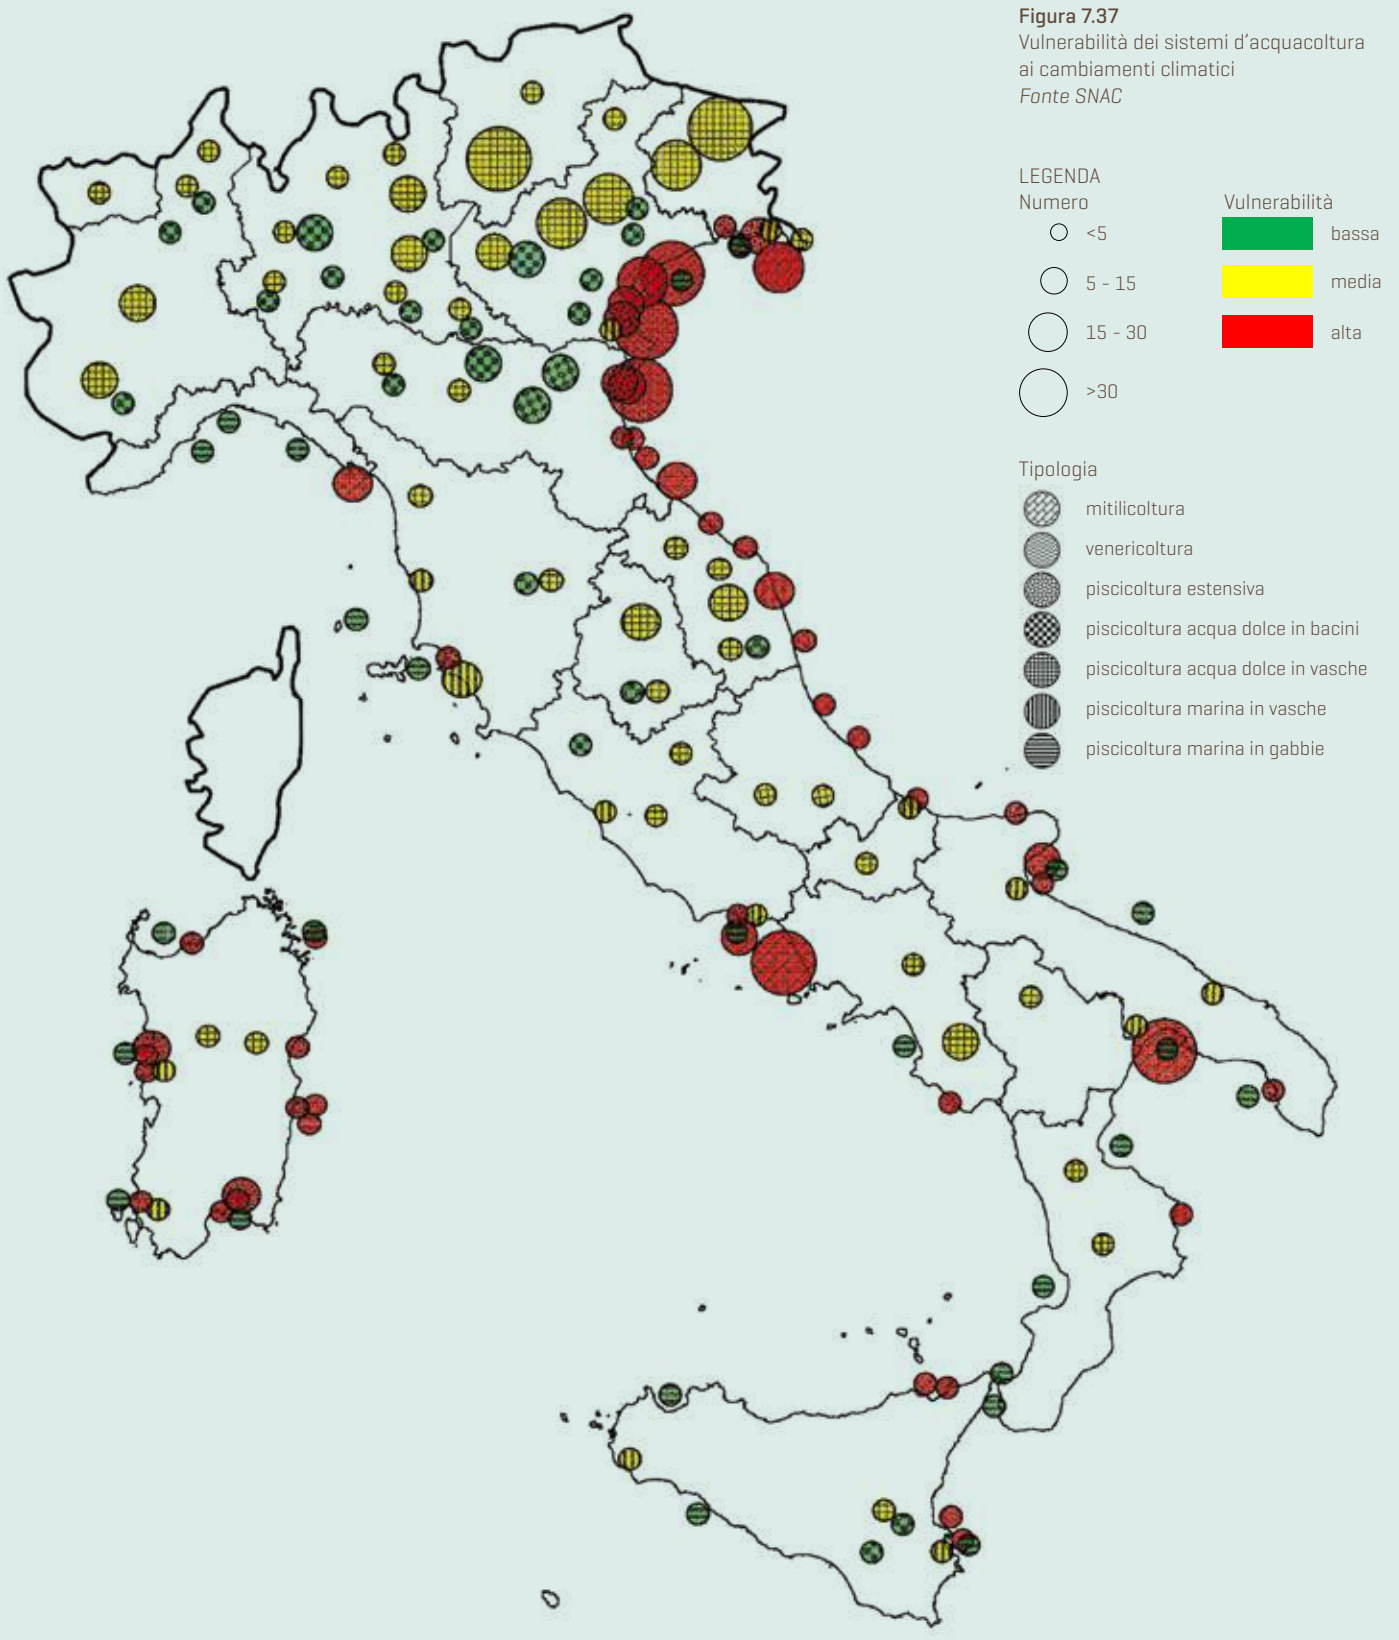 Figura 7.37
Vulnerabilità dei sistemi d'acquacoltura
ai cambiamenti climatici
Fonte SNAC
LEGENDA
Numero
<5
5 - 15
15 - 30
>30
Vulnerabilità
bassa
media
alta
Tipologia
mitilicoltura
venericoltura
piscicoltura estensiva
piscicoltura acqua dolce in bacini
piscicoltura acqua dolce in vasche
piscicoltura marina in vasche
piscicoltura marina in gabbie